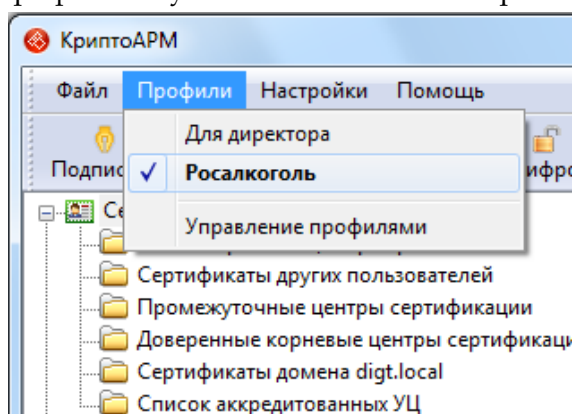 КриптоАРМ
Файл Профили Настройки Помощь
Для директора
Подпис
✓ Росалкоголь
ифро
Се
Управление профилями
Сертификаты других пользователей
Промежуточные центры сертификации
Доверенные корневые центры сертификаци
Сертификаты домена digt.local
Список аккредитованных УЦ